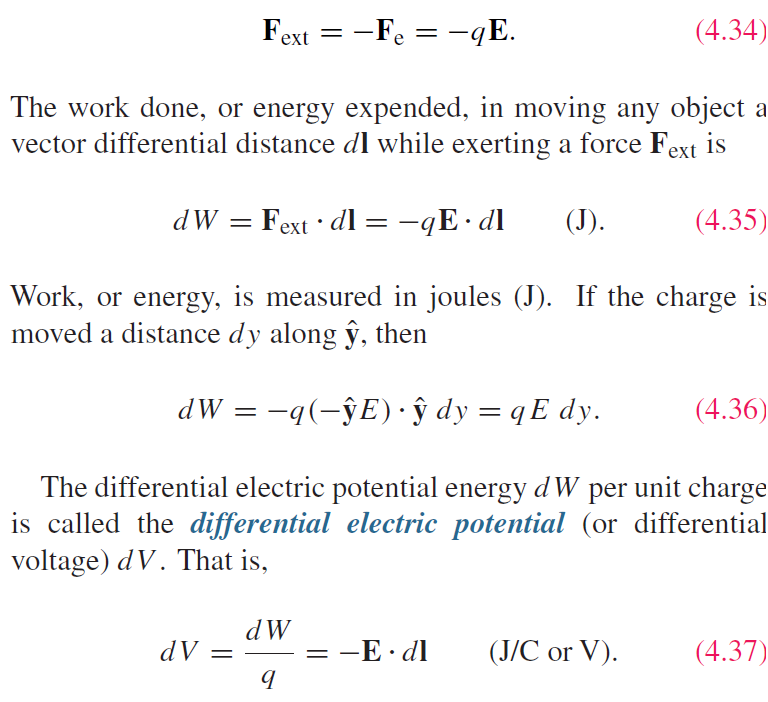 F_ext = −F_e = −qE. (4.34)
The work done, or energy expended, in moving any object a
vector differential distance dl while exerting a force F_ext is
dW = F_ext · dl = −qE · dl (J). (4.35)
Work, or energy, is measured in joules (J). If the charge is
moved a distance dy along ŷ, then
dW = −q(−ŷE) · ŷ dy = qE dy. (4.36)
The differential electric potential energy dW per unit charge
is called the differential electric potential (or differential
voltage) dV. That is,
dV = dW/q = −E · dl (J/C or V). (4.37)